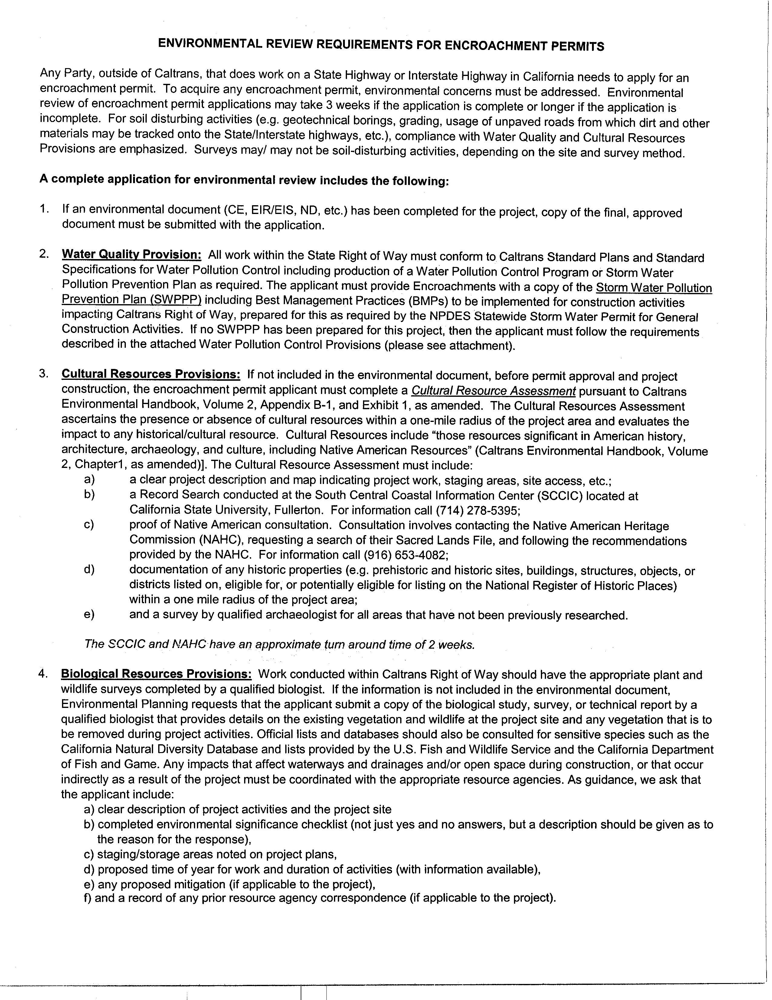 ENVIRONMENTAL REVIEW REQUIREMENTS FOR ENCROACHMENT PERMITS
Any Party, outside of Caltrans, that does work on a State Highway or Interstate Highway in California needs to apply for an
encroachment permit. To acquire any encroachment permit, environmental concerns must be addressed. Environmental
review of encroachment permit applications may take 3 weeks if the application is complete or longer if the application is
incomplete. For soil disturbing activities (e.g. geotechnical borings, grading, usage of unpaved roads from which dirt and other
materials may be tracked onto the State/Interstate highways, etc.), compliance with Water Quality and Cultural Resources
Provisions are emphasized. Surveys may/ may not be soil-disturbing activities, depending on the site and survey method.
A complete application for environmental review includes the following:
1. If an environmental document (CE, EIR/EIS, ND, etc.) has been completed for the project, copy of the final, approved
document must be submitted with the application.
2. Water Quality Provision: All work within the State Right of Way must conform to Caltrans Standard Plans and Standard
Specifications for Water Pollution Control including production of a Water Pollution Control Program or Storm Water
Pollution Prevention Plan as required. The applicant must provide Encroachments with a copy of the Storm Water Pollution
Prevention Plan (SWPPP) including Best Management Practices (BMPs) to be implemented for construction activities
impacting Caltrans Right of Way, prepared for this as required by the NPDES Statewide Storm Water Permit for General
Construction Activities. If no SWPPP has been prepared for this project, then the applicant must follow the requirements
described in the attached Water Pollution Control Provisions (please see attachment).
3. Cultural Resources Provisions: If not included in the environmental document, before permit approval and project
construction, the encroachment permit applicant must complete a Cultural Resource Assessment pursuant to Caltrans
Environmental Handbook, Volume 2, Appendix B-1, and Exhibit 1, as amended. The Cultural Resources Assessment
ascertains the presence or absence of cultural resources within a one-mile radius of the project area and evaluates the
impact to any historical/cultural resource. Cultural Resources include “those resources significant in American history,
architecture, archaeology, and culture, including Native American Resources” (Caltrans Environmental Handbook, Volume
2, Chapter1, as amended)]. The Cultural Resource Assessment must include:
a) a clear project description and map indicating project work, staging areas, site access, etc.;
b) a Record Search conducted at the South Central Coastal Information Center (SCCIC) located at
California State University, Fullerton. For information call (714) 278-5395;
c) proof of Native American consultation. Consultation involves contacting the Native American Heritage
Commission (NAHC), requesting a search of their Sacred Lands File, and following the recommendations
provided by the NAHC. For information call (916) 653-4082;
d) documentation of any historic properties (e.g. prehistoric and historic sites, buildings, structures, objects, or
districts listed on, eligible for, or potentially eligible for listing on the National Register of Historic Places)
within a one mile radius of the project area;
e) and a survey by qualified archaeologist for all areas that have not been previously researched.
The SCCIC and NAHC have an approximate turn around time of 2 weeks.
4. Biological Resources Provisions: Work conducted within Caltrans Right of Way should have the appropriate plant and
wildlife surveys completed by a qualified biologist. If the information is not included in the environmental document,
Environmental Planning requests that the applicant submit a copy of the biological study, survey, or technical report by a
qualified biologist that provides details on the existing vegetation and wildlife at the project site and any vegetation that is to
be removed during project activities. Official lists and databases should also be consulted for sensitive species such as the
California Natural Diversity Database and lists provided by the U.S. Fish and Wildlife Service and the California Department
of Fish and Game. Any impacts that affect waterways and drainages and/or open space during construction, or that occur
indirectly as a result of the project must be coordinated with the appropriate resource agencies. As guidance, we ask that
the applicant include:
a) clear description of project activities and the project site
b) completed environmental significance checklist (not just yes and no answers, but a description should be given as to
the reason for the response),
c) staging/storage areas noted on project plans,
d) proposed time of year for work and duration of activities (with information available),
e) any proposed mitigation (if applicable to the project),
f) and a record of any prior resource agency correspondence (if applicable to the project).